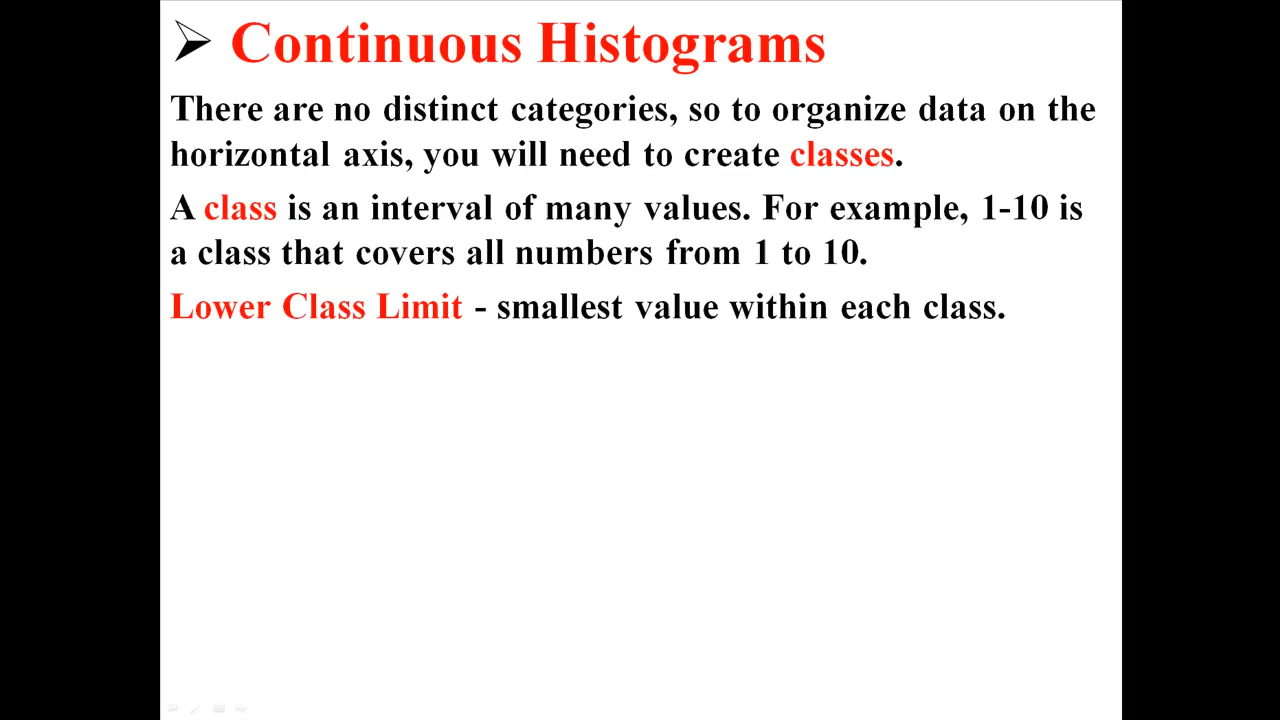 Continuous Histograms
There are no distinct categories, so to organize data on the
horizontal axis, you will need to create classes.
A class is an interval of many values. For example, 1-10 is
a class that covers all numbers from 1 to 10.
Lower Class Limit - smallest value within each class.